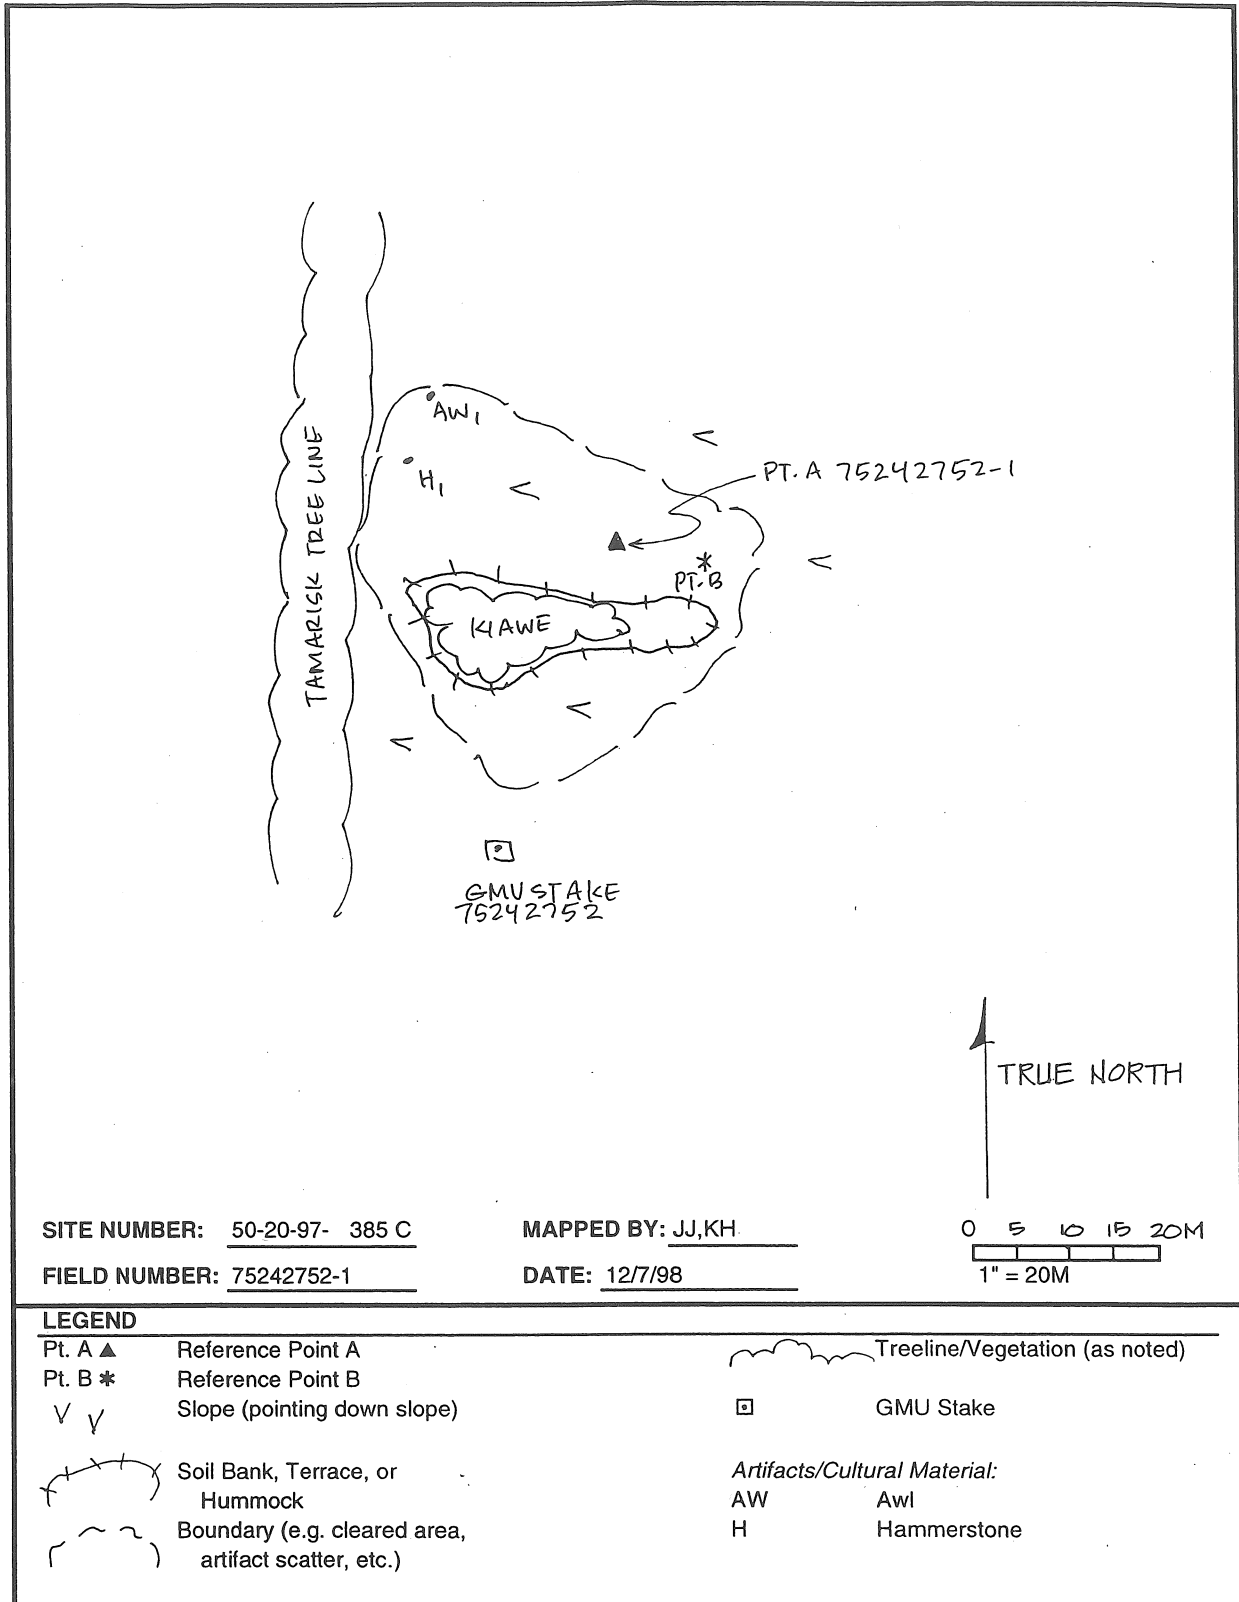 AW1
PT. A 75242752-1
H1
PT. B
KIAWE
TAMARISK TREE LINE
GMU STAKE
75242752
TRUE NORTH
SITE NUMBER: 50-20-97- 385 C
MAPPED BY: JJ,KH
0 5 10 15 20M
FIELD NUMBER: 75242752-1
DATE: 12/7/98
1" = 20M
LEGEND
Pt. A ▲ Reference Point A
Pt. B * Reference Point B
Slope (pointing down slope)
Soil Bank, Terrace, or
Hummock
Boundary (e.g. cleared area,
artifact scatter, etc.)
Treeline/Vegetation (as noted)
GMU Stake
Artifacts/Cultural Material:
AW Awl
H Hammerstone